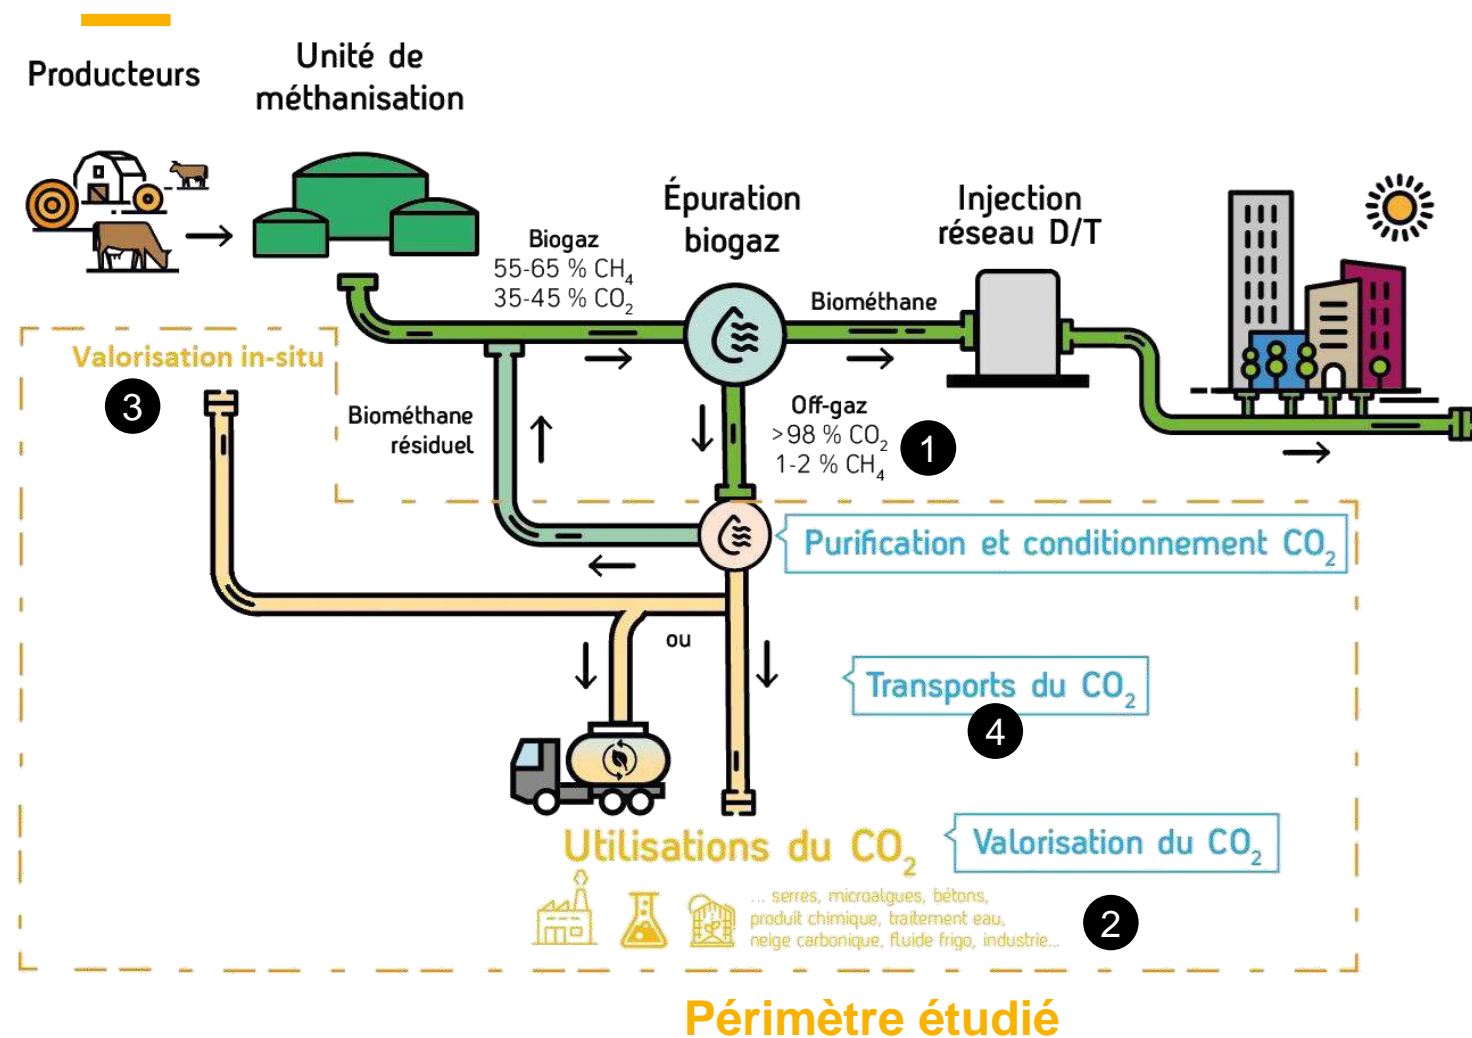 Producteurs
Unité de
méthanisation
Biogaz
55-65 % CH₄
35-45 % CO₂
Épuration
biogaz
Biométhane
Injection
réseau D/T
Valorisation in-situ
3
Biométhane
résiduel
Off-gaz
>98 % CO₂
1-2 % CH₄
1
Purification et conditionnement CO₂
ou
Transports du CO₂
4
Utilisations du CO₂
Valorisation du CO₂
... serres, microalgues, bétons,
produit chimique, traitement eau,
neige carbonique, fluide frigo, industrie...
2
Périmètre étudié